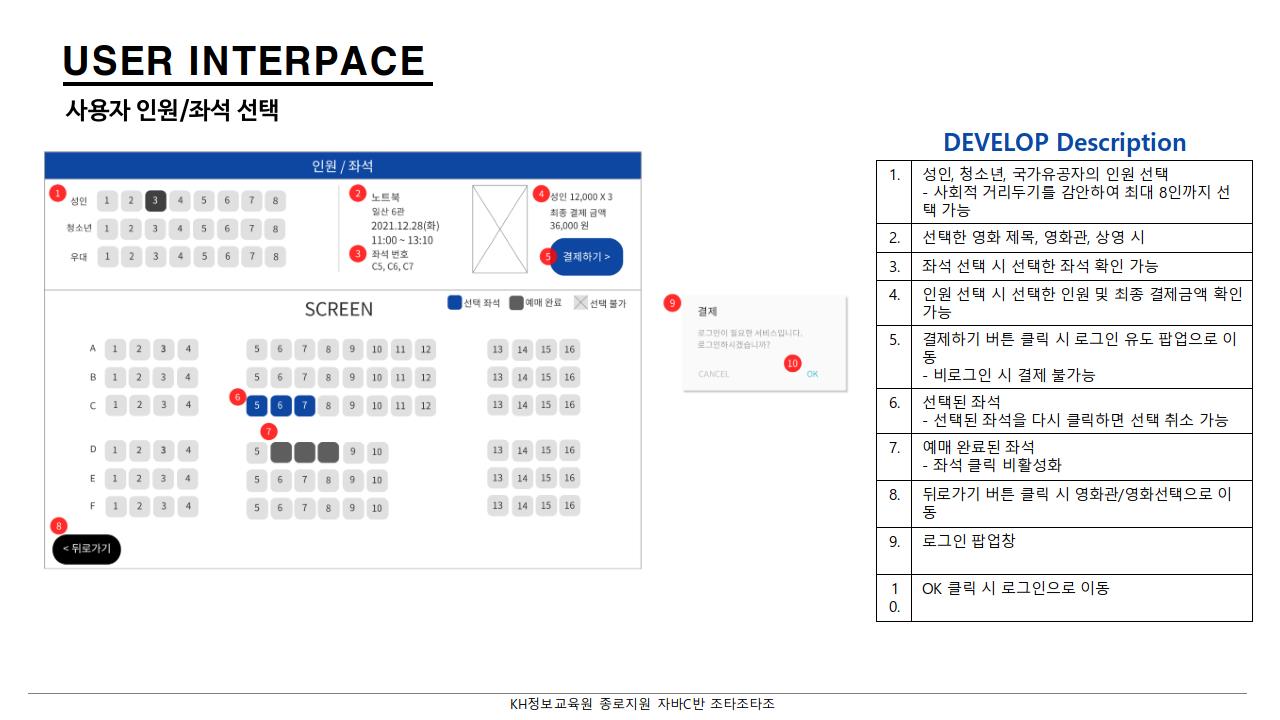 USER INTERPACE
사용자 인원/좌석 선택
인원 / 좌석
1 성인 1 2 3 4 5 6 7 8
청소년 1 2 3 4 5 6 7 8
우대 1 2 3 4 5 6 7 8
2 노트북
일산 6관
2021.12.28(화)
11:00 ~ 13:10
3 좌석 번호
C5, C6, C7
4 성인 12,000 X 3
최종 결제 금액
36,000 원
5 결제하기 >
SCREEN
선택 좌석 예매 완료 선택 불가
A 1 2 3 4 5 6 7 8 9 10 11 12 13 14 15 16
B 1 2 3 4 5 6 7 8 9 10 11 12 13 14 15 16
6
C 1 2 3 4 5 6 7 8 9 10 11 12 13 14 15 16
7
D 1 2 3 4 5 9 10 13 14 15 16
E 1 2 3 4 5 6 7 8 9 10 13 14 15 16
F 1 2 3 4 5 6 7 8 9 10 13 14 15 16
8
< 뒤로가기
9
결제
로그인이 필요한 서비스입니다.
로그인하시겠습니까?
10
CANCEL OK
DEVELOP Description
1. 성인, 청소년, 국가유공자의 인원 선택
- 사회적 거리두기를 감안하여 최대 8인까지 선
택 가능
2. 선택한 영화 제목, 영화관, 상영 시
3. 좌석 선택 시 선택한 좌석 확인 가능
4. 인원 선택 시 선택한 인원 및 최종 결제금액 확인
가능
5. 결제하기 버튼 클릭 시 로그인 유도 팝업으로 이
동
- 비로그인 시 결제 불가능
6. 선택된 좌석
- 선택된 좌석을 다시 클릭하면 선택 취소 가능
7. 예매 완료된 좌석
- 좌석 클릭 비활성화
8. 뒤로가기 버튼 클릭 시 영화관/영화선택으로 이
동
9. 로그인 팝업창
1 OK 클릭 시 로그인으로 이동
0.
KH정보교육원 종로지원 자바C반 조타조타조